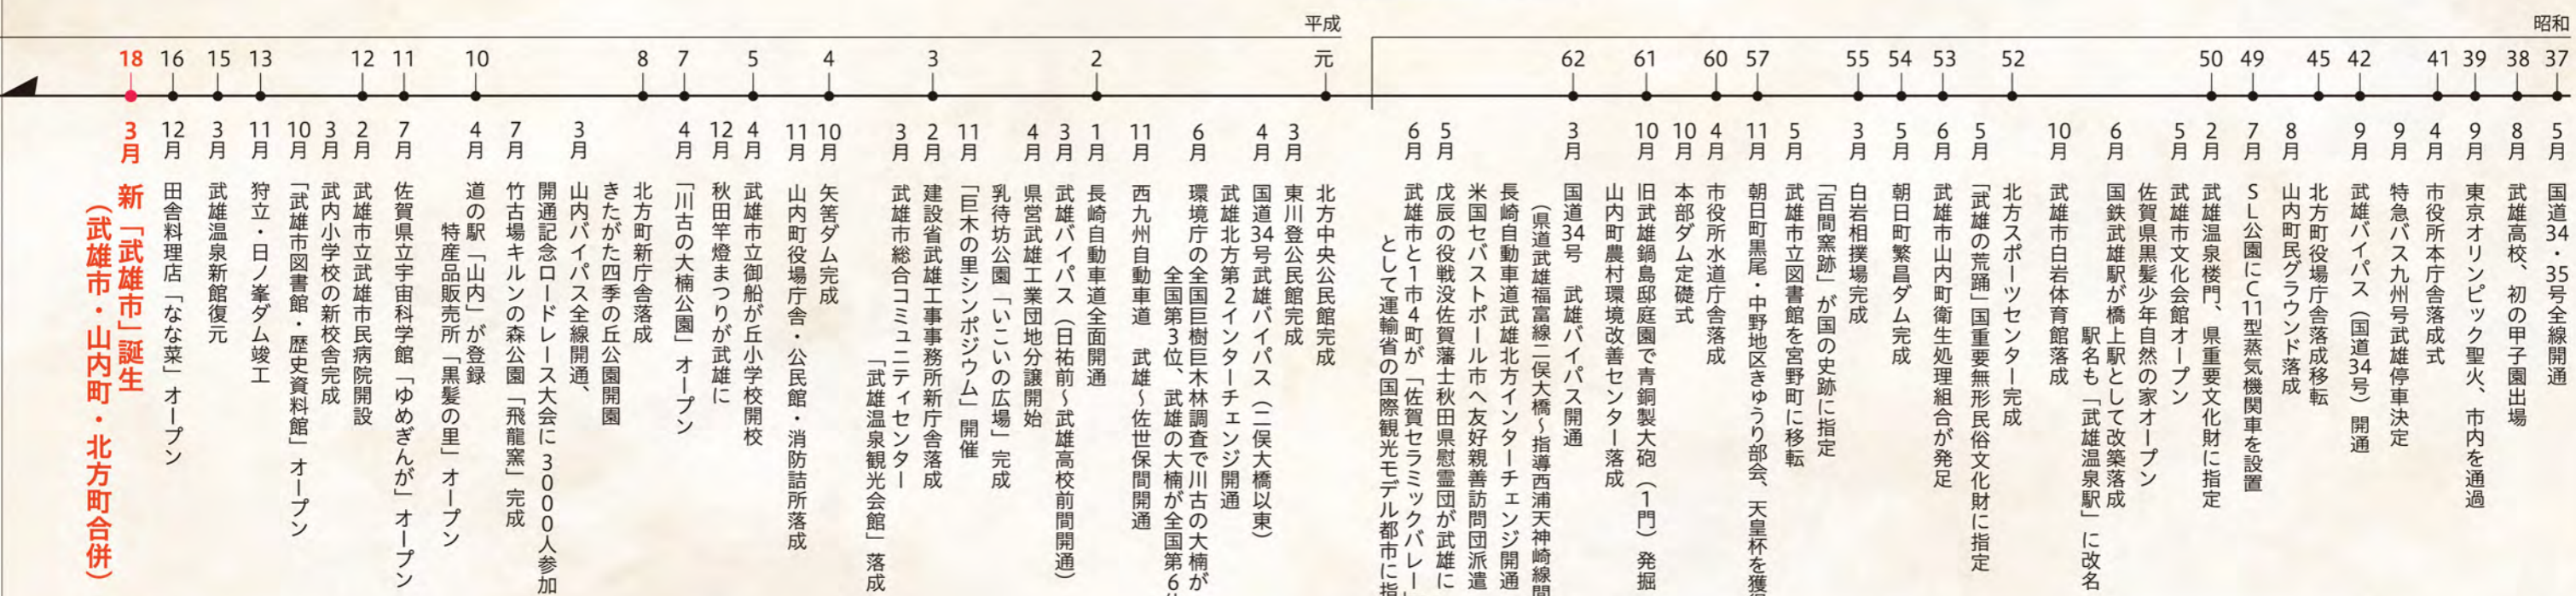 昭和
37
5月 国道34・35号全線開通
38
8月 武雄高校、初の甲子園出場
39
9月 東京オリンピック聖火、市内を通過
41
4月 市役所本庁舎落成式
9月 特急バス九州号武雄停車決定
42
9月 武雄バイパス（国道34号）開通
45
北方町役場庁舎落成移転
8月 山内町民グラウンド落成
49
7月 SL公園にC11型蒸気機関車を設置
50
2月 武雄温泉楼門、県重要文化財に指定
5月 武雄市文化会館オープン
佐賀県黒髪少年自然の家オープン
6月 国鉄武雄駅が橋上駅として改築落成
駅名も「武雄温泉駅」に改名
10月 武雄市白岩体育館落成
52
北方スポーツセンター完成
5月 「武雄の荒踊」国重要無形民俗文化財に指定
53
6月 武雄市山内町衛生処理組合が発足
54
5月 朝日町繁昌ダム完成
55
3月 白岩相撲場完成
「百間窯跡」が国の史跡に指定
5月 武雄市立図書館を宮野町に移転
57
11月 朝日町黒尾・中野地区きゅうり部会、天皇杯を獲
60
4月 市役所水道庁舎落成
10月 本部ダム定礎式
61
10月 旧武雄鍋島邸庭園で青銅製大砲（1門）発掘
山内町農村環境改善センター落成
62
3月 国道34号 武雄バイパス開通
（県道武雄福富線二俣大橋～指導西浦天神崎線間
長崎自動車道武雄北方インターチェンジ開通
米国セバストポール市へ友好親善訪問団派遣
5月 戊辰の役戦没佐賀藩士秋田県慰霊団が武雄に
6月 武雄市と1市4町が「佐賀セラミックバレー」
として運輸省の国際観光モデル都市に指
平成
元
北方中央公民館完成
3月 東川登公民館完成
4月 国道34号武雄バイパス（二俣大橋以東）
武雄北方第2インターチェンジ開通
6月 環境庁の全国巨樹巨木林調査で川古の大楠が
全国第3位、武雄の大楠が全国第6
11月 西九州自動車道 武雄～佐世保間開通
2
1月 長崎自動車道全面開通
3月 武雄バイパス（日祐前～武雄高校前間開通）
4月 県営武雄工業団地分譲開始
乳待坊公園「いこいの広場」完成
11月 「巨木の里シンポジウム」開催
3
2月 建設省武雄工事事務所新庁舎落成
3月 武雄市総合コミュニティセンター
「武雄温泉観光会館」落成
4
10月 矢筈ダム完成
11月 山内町役場庁舎・公民館・消防詰所落成
5
4月 武雄市立御船が丘小学校開校
12月 秋田竿燈まつりが武雄に
7
4月 「川古の大楠公園」オープン
8
北方町新庁舎落成
きたがた四季の丘公園開園
3月 山内バイパス全線開通、
開通記念ロードレース大会に3000人参加
7月 竹古場キルンの森公園「飛龍窯」完成
10
4月 道の駅「山内」が登録
特産品販売所「黒髪の里」オープン
11
7月 佐賀県立宇宙科学館「ゆめぎんが」オープン
12
2月 武雄市立武雄市民病院開設
3月 武内小学校の新校舎完成
10月 「武雄市図書館・歴史資料館」オープン
13
11月 狩立・日ノ峯ダム竣工
15
3月 武雄温泉新館復元
16
12月 田舎料理店「なな菜」オープン
18
3月 新「武雄市」誕生
（武雄市・山内町・北方町合併）